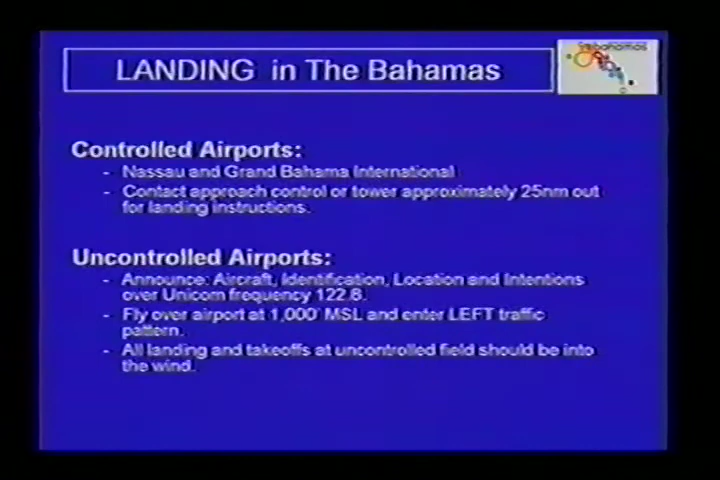 LANDING in The Bahamas
bahamas
Controlled Airports:
- Nassau and Grand Bahama International
- Contact approach control or tower approximately 25nm out
for landing instructions.
Uncontrolled Airports:
- Announce: Aircraft, Identification, Location and Intentions
over Unicom frequency 122.8.
- Fly over airport at 1,000' MSL and enter LEFT traffic
pattern.
- All landing and takeoffs at uncontrolled field should be into
the wind.